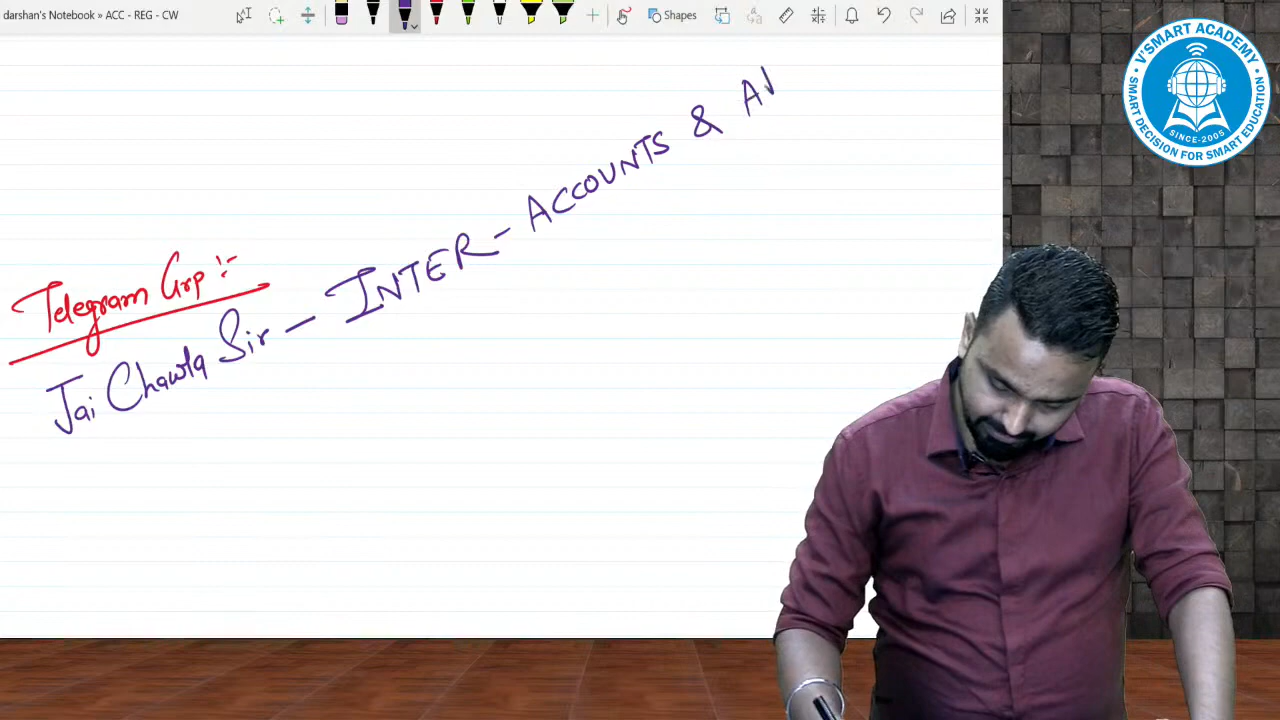 darshan's Notebook » ACC - REG - CW
Shapes
V'SMART ACADEMY
SINCE-2005
SMART DECISION FOR SMART EDUCATION
Telegram Grp :-
Jai Chawla Sir – INTER - ACCOUNTS & AD